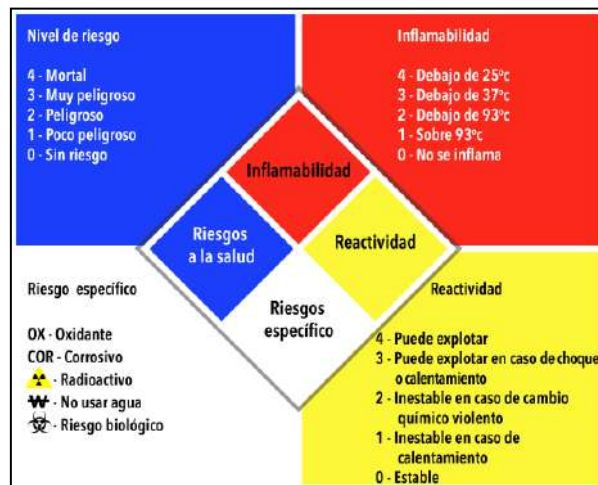 Nivel de riesgo
4 - Mortal
3 - Muy peligroso
2 - Peligroso
1 - Poco peligroso
0 - Sin riesgo
Inflamabilidad
4 - Debajo de 25ºc
3 - Debajo de 37ºc
2 - Debajo de 93ºc
1 - Sobre 93ºc
0 - No se inflama
Inflamabilidad
Riesgos
a la salud
Reactividad
Riesgos
específico
Riesgo específico
OX - Oxidante
COR - Corrosivo
- Radioactivo
W - No usar agua
- Riesgo biológico
Reactividad
4 - Puede explotar
3 - Puede explotar en caso de choque
o calentamiento
2 - Inestable en caso de cambio
químico violento
1 - Inestable en caso de
calentamiento
0 - Estable